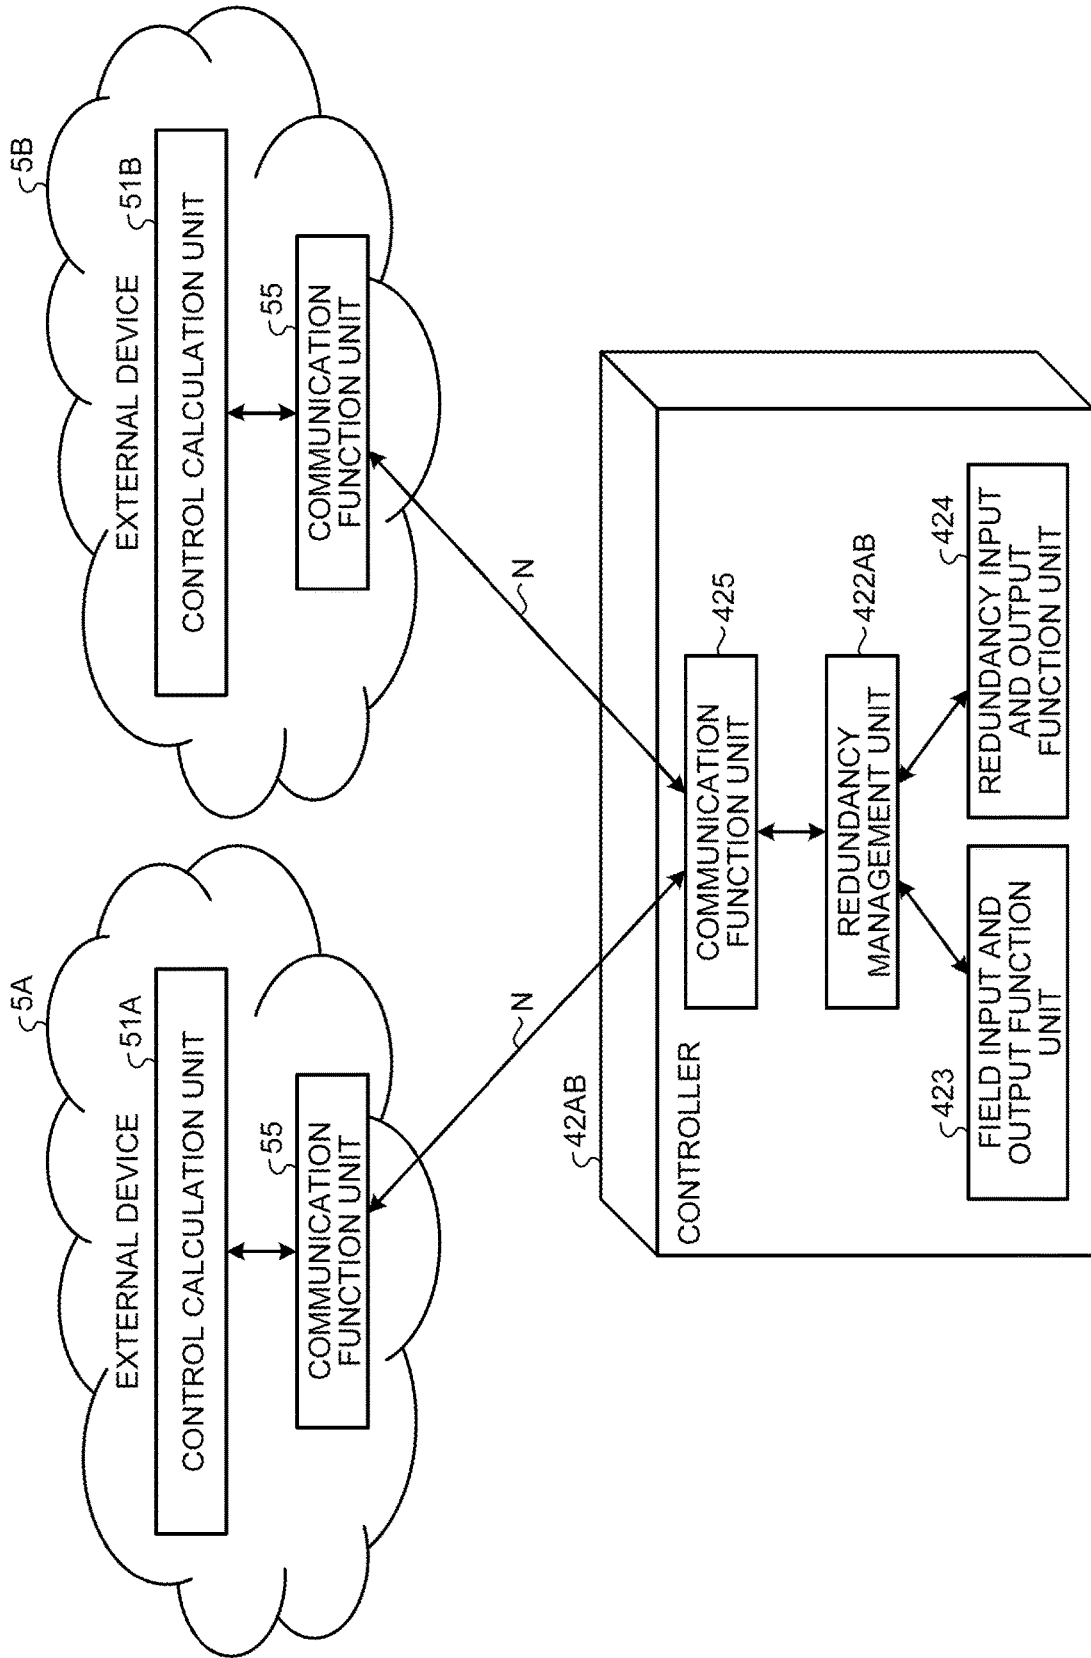 5A
EXTERNAL DEVICE
51A
CONTROL CALCULATION UNIT
55
COMMUNICATION
FUNCTION UNIT
N
5B
EXTERNAL DEVICE
51B
CONTROL CALCULATION UNIT
55
COMMUNICATION
FUNCTION UNIT
N
42AB
CONTROLLER
425
COMMUNICATION
FUNCTION UNIT
422AB
REDUNDANCY
MANAGEMENT UNIT
423
FIELD INPUT AND
OUTPUT FUNCTION
UNIT
424
REDUNDANCY INPUT
AND OUTPUT
FUNCTION UNIT